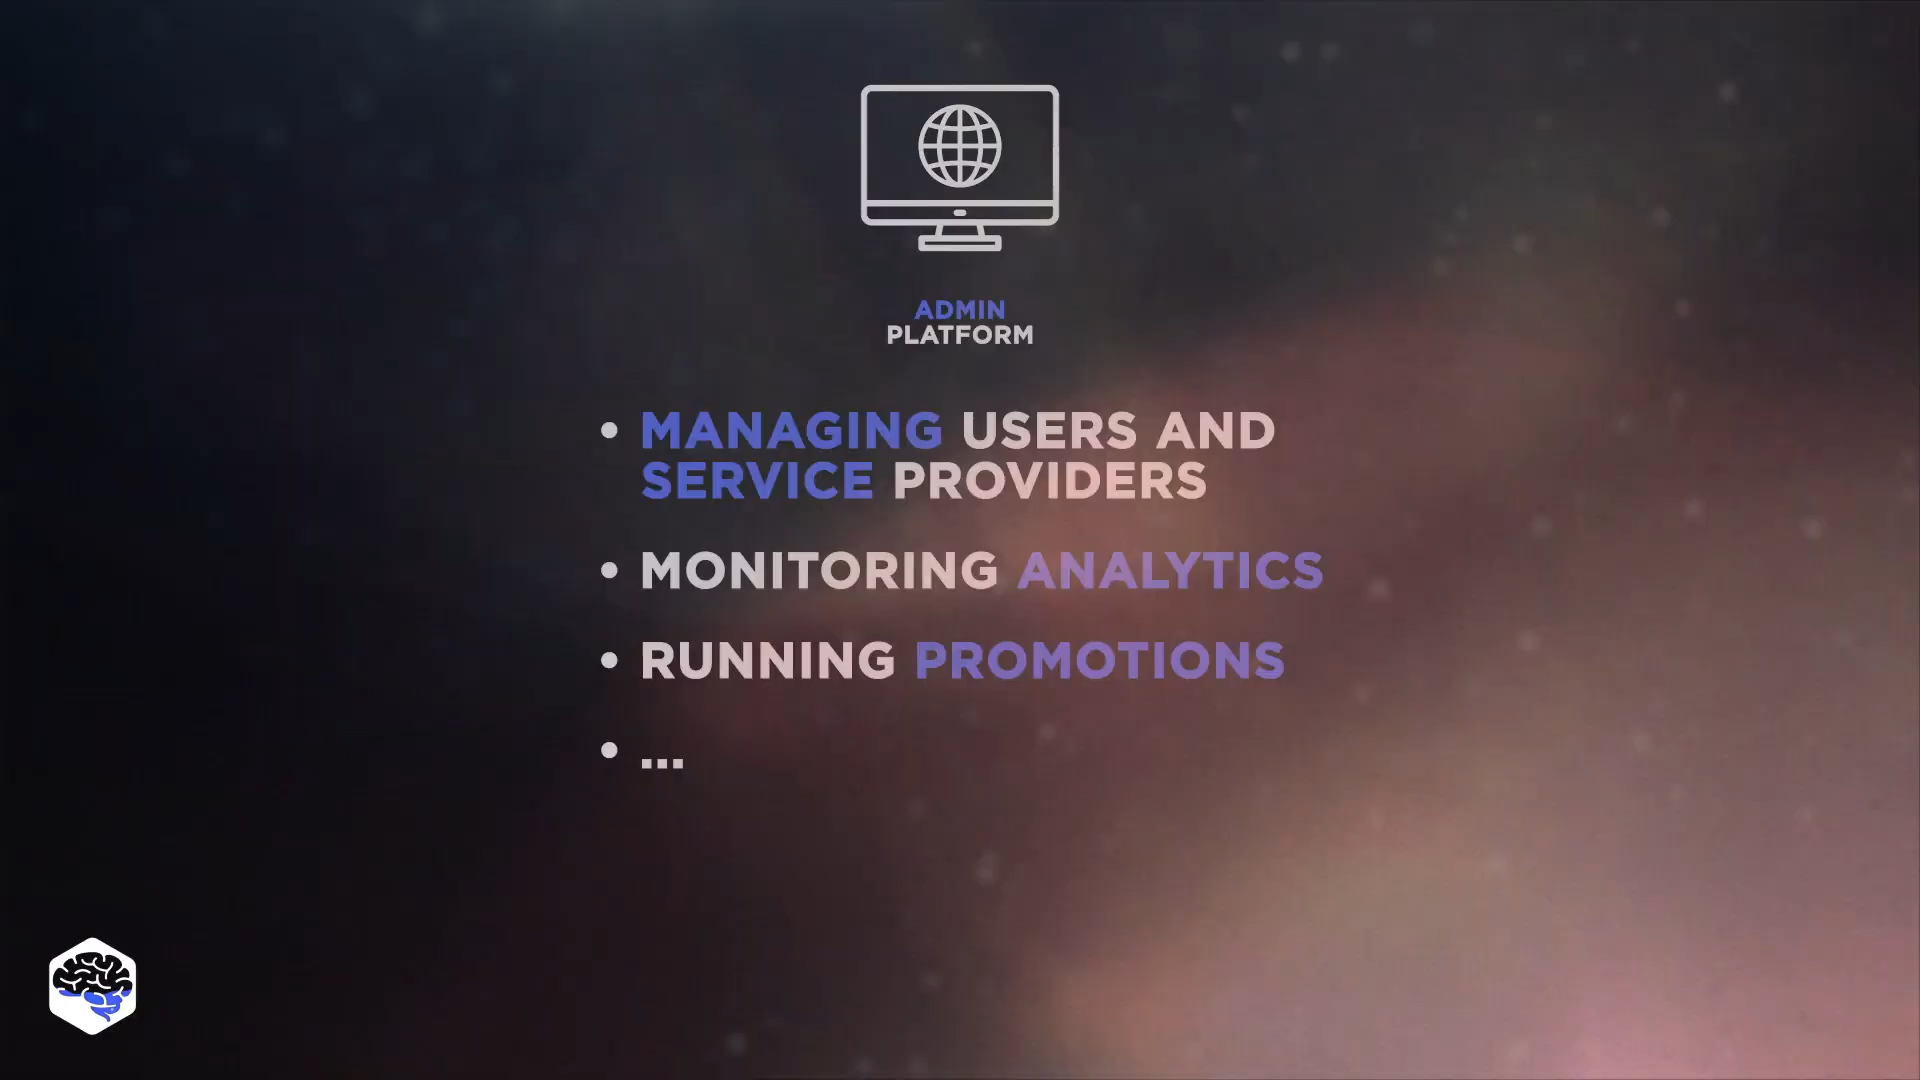 ADMIN
PLATFORM
• MANAGING USERS AND
SERVICE PROVIDERS
• MONITORING ANALYTICS
• RUNNING PROMOTIONS
• ...